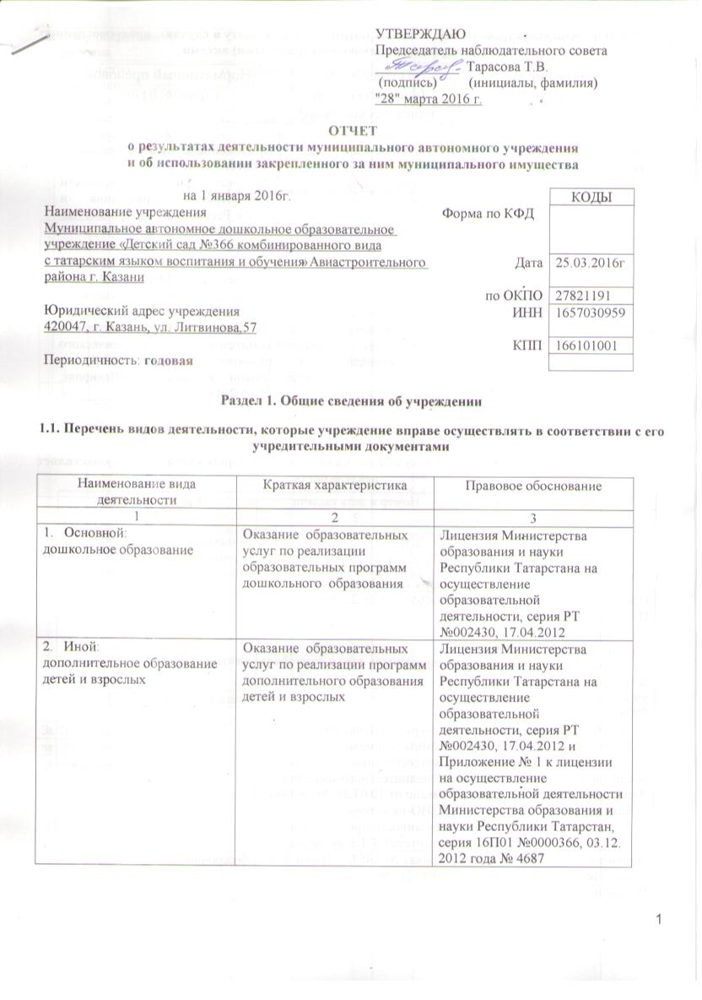 УТВЕРЖДАЮ
Председатель наблюдательного совета
Тарасова Т.В.
(подпись) (инициалы, фамилия)
"28" марта 2016 г.
ОТЧЕТ
о результатах деятельности муниципального автономного учреждения
и об использовании закрепленного за ним муниципального имущества
на 1 января 2016г.
КОДЫ
Наименование учреждения Форма по КФД
Муниципальное автономное дошкольное образовательное
учреждение «Детский сад №366 комбинированного вида
с татарским языком воспитания и обучения» Авиастроительного Дата 25.03.2016г
района г. Казани
по ОКПО 27821191
Юридический адрес учреждения ИНН 1657030959
420047, г. Казань, ул. Литвинова,57
КПП 166101001
Периодичность: годовая
Раздел 1. Общие сведения об учреждении
1.1. Перечень видов деятельности, которые учреждение вправе осуществлять в соответствии с его
учредительными документами
Наименование вида
деятельности
Краткая характеристика
Правовое обоснование
1
2
3
1. Основной:
дошкольное образование
Оказание образовательных
услуг по реализации
образовательных программ
дошкольного образования
Лицензия Министерства
образования и науки
Республики Татарстана на
осуществление
образовательной
деятельности, серия РТ
№002430, 17.04.2012
2. Иной:
дополнительное образование
детей и взрослых
Оказание образовательных
услуг по реализации программ
дополнительного образования
детей и взрослых
Лицензия Министерства
образования и науки
Республики Татарстана на
осуществление
образовательной
деятельности, серия РТ
№002430, 17.04.2012 и
Приложение № 1 к лицензии
на осуществление
образовательной деятельности
Министерства образования и
науки Республики Татарстан,
серия 16П01 №0000366, 03.12.
2012 года № 4687
1